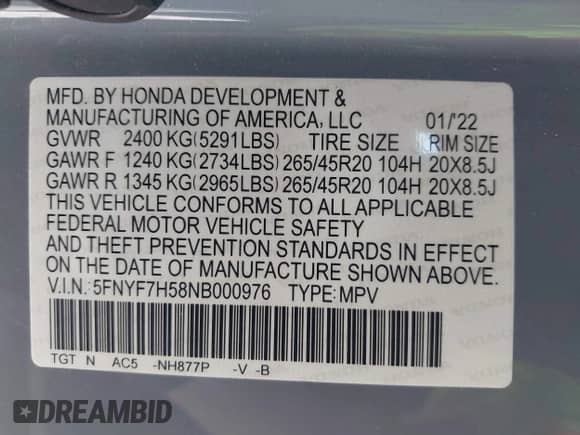 MFD. BY HONDA DEVELOPMENT &
MANUFACTURING OF AMERICA, LLC 01/'22
GVWR 2400 KG(5291LBS) TIRE SIZE RIM SIZE
GAWR F 1240 KG(2734LBS) 265/45R20 104H 20X8.5J
GAWR R 1345 KG(2965LBS) 265/45R20 104H 20X8.5J
THIS VEHICLE CONFORMS TO ALL APPLICABLE
FEDERAL MOTOR VEHICLE SAFETY
AND THEFT PREVENTION STANDARDS IN EFFECT
ON THE DATE OF MANUFACTURE SHOWN ABOVE.
V.I.N.: 5FNYF7H58NB000976 TYPE: MPV
TGT N AC5 -NH877P -V -B
DREAMBID